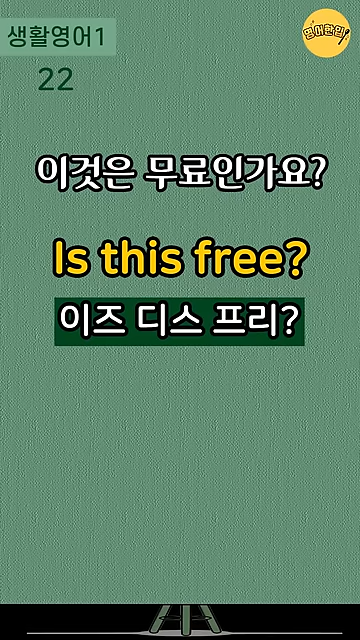 생활영어1
영어한입
22
이것은 무료인가요?
Is this free?
이즈 디스 프리?